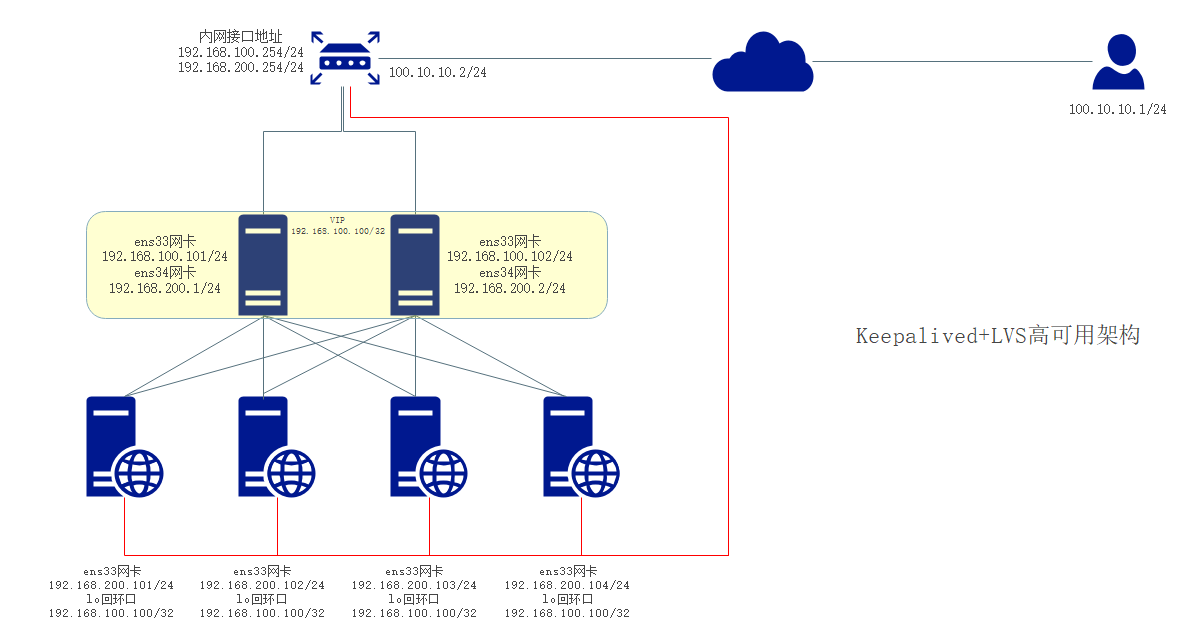 内网接口地址
192.168.100.254/24
192.168.200.254/24
100.10.10.2/24
100.10.10.1/24
VIP
192.168.100.100/32
ens33网卡
192.168.100.101/24
ens34网卡
192.168.200.1/24
ens33网卡
192.168.100.102/24
ens34网卡
192.168.200.2/24
Keepalived+LVS高可用架构
ens33网卡
192.168.200.101/24
lo回环口
192.168.100.100/32
ens33网卡
192.168.200.102/24
lo回环口
192.168.100.100/32
ens33网卡
192.168.200.103/24
lo回环口
192.168.100.100/32
ens33网卡
192.168.200.104/24
lo回环口
192.168.100.100/32